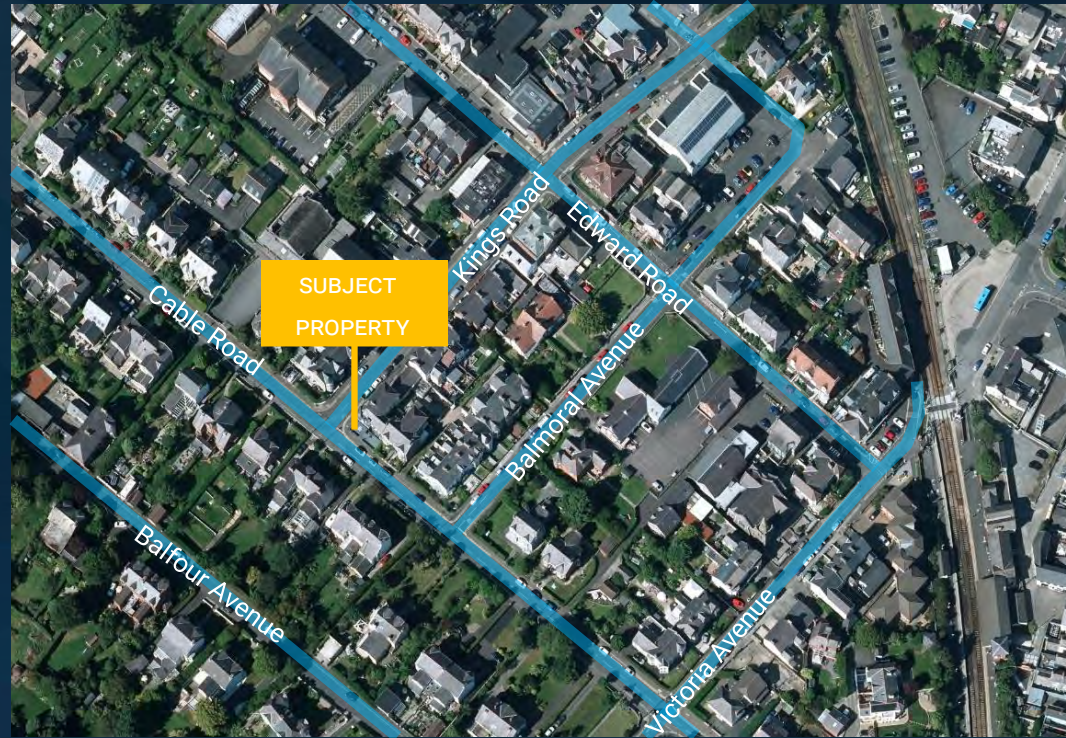 Kings Road
Edward Road
SUBJECT
PROPERTY
Cable Road
Balmoral Avenue
Balfour Avenue
Victoria Avenue